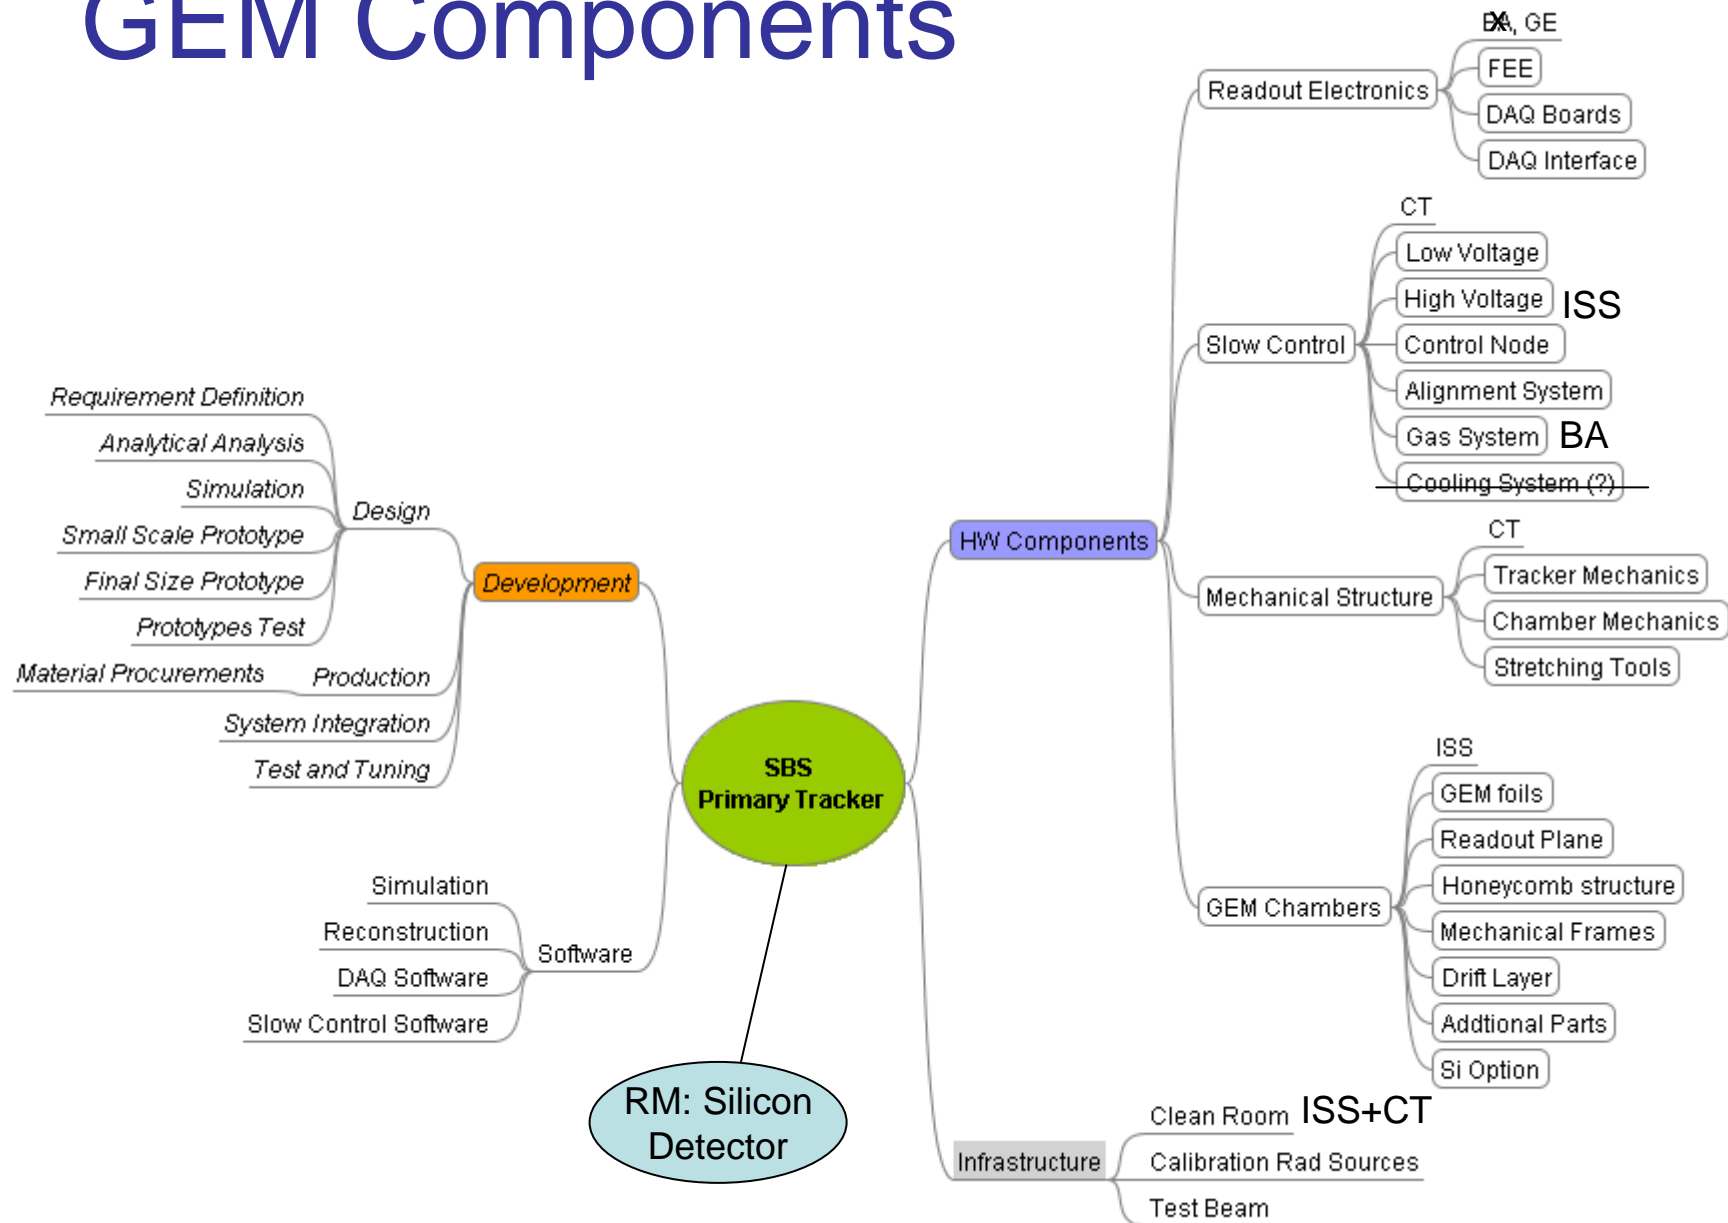 GEM Components
BA, GE
Readout Electronics
FEE
DAQ Boards
DAQ Interface
CT
Low Voltage
High Voltage ISS
Slow Control
Control Node
Alignment System
Gas System BA
Cooling System (?)
HW Components
CT
Tracker Mechanics
Mechanical Structure
Chamber Mechanics
Stretching Tools
ISS
GEM foils
Readout Plane
Honeycomb structure
GEM Chambers
Mechanical Frames
Drift Layer
Addtional Parts
Si Option
Infrastructure
Clean Room ISS+CT
Calibration Rad Sources
Test Beam
Requirement Definition
Analytical Analysis
Simulation
Design
Small Scale Prototype
Final Size Prototype
Prototypes Test
Development
Material Procurements
Production
System Integration
Test and Tuning
SBS
Primary Tracker
Simulation
Reconstruction
Software
DAQ Software
Slow Control Software
RM: Silicon
Detector